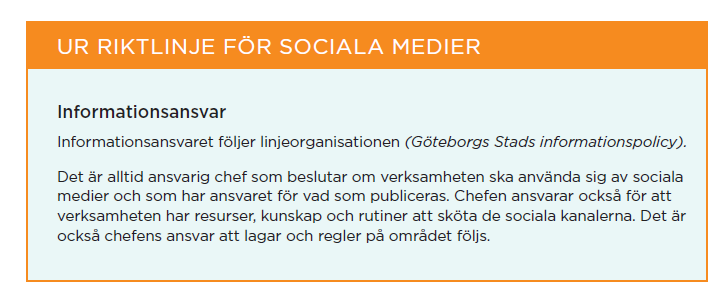 UR RIKTLINJE FÖR SOCIALA MEDIER
Informationsansvar
Informationsansvaret följer linjeorganisationen (Göteborgs Stads informationspolicy).
Det är alltid ansvarig chef som beslutar om verksamheten ska använda sig av sociala
medier och som har ansvaret för vad som publiceras. Chefen ansvarar också för att
verksamheten har resurser, kunskap och rutiner att sköta de sociala kanalerna. Det är
också chefens ansvar att lagar och regler på området följs.